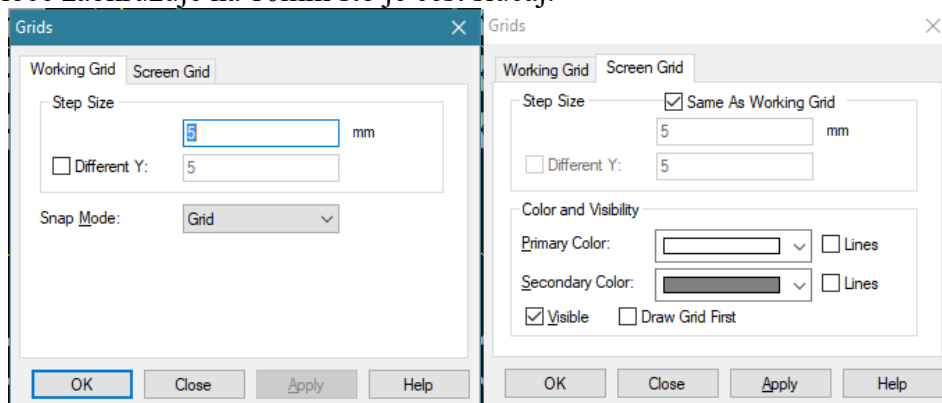 Grids
Working Grid Screen Grid
Step Size
5 mm
Different Y: 5
Snap Mode: Grid
OK Close Apply Help
Grids
Working Grid Screen Grid
Step Size Same As Working Grid
5 mm
Different Y: 5
Color and Visibility
Primary Color: Lines
Secondary Color: Lines
Visible Draw Grid First
OK Close Apply Help